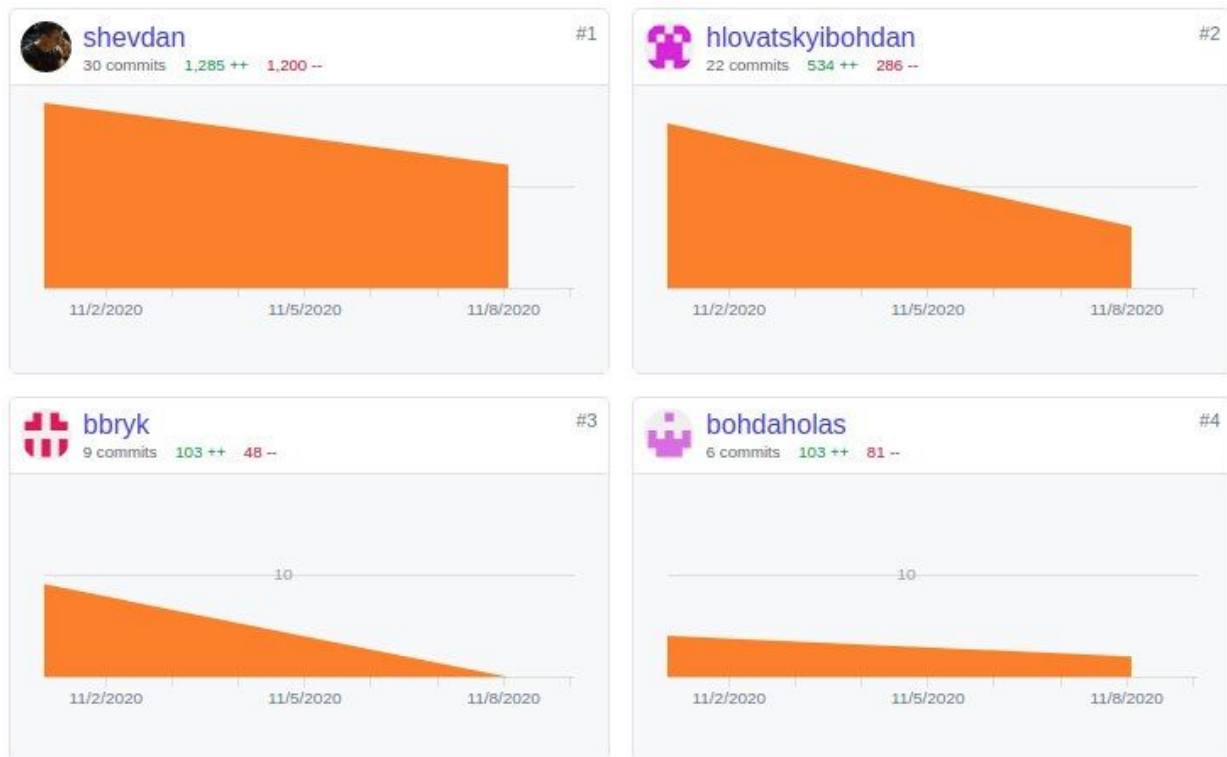 shevdan #1
30 commits 1,285 ++ 1,200 --
11/2/2020 11/5/2020 11/8/2020
hlovatskyibohdan #2
22 commits 534 ++ 286 --
11/2/2020 11/5/2020 11/8/2020
bbryk #3
9 commits 103 ++ 48 --
10
11/2/2020 11/5/2020 11/8/2020
bohdaholas #4
6 commits 103 ++ 81 --
10
11/2/2020 11/5/2020 11/8/2020